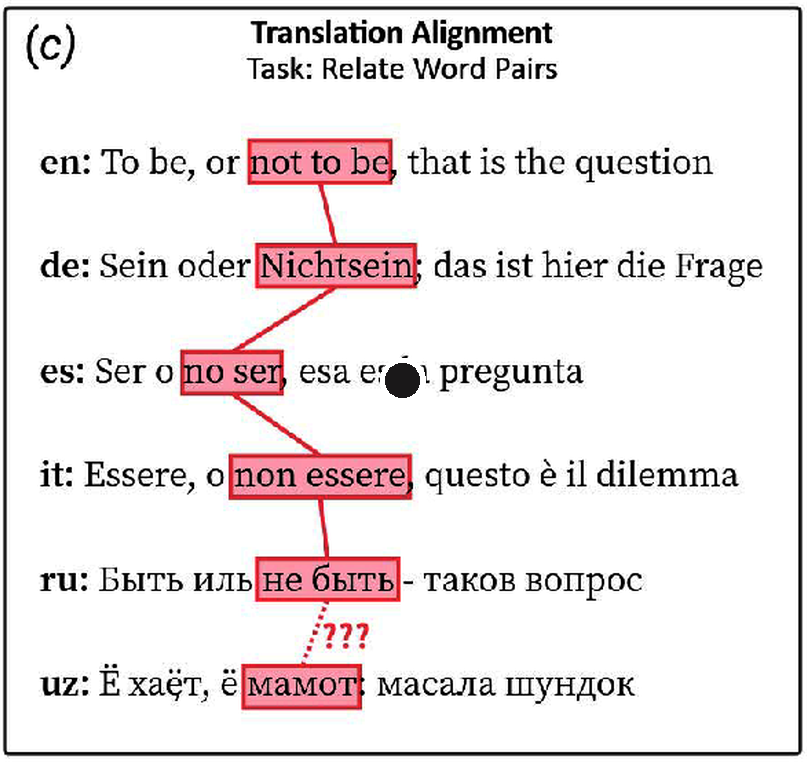 (c)
Translation Alignment
Task: Relate Word Pairs
en: To be, or not to be, that is the question
de: Sein oder Nichtsein; das ist hier die Frage
es: Ser o no ser, esa pregunta
it: Essere, o non essere, questo è il dilemma
ru: Быть иль не быть - таков вопрос
???
uz: Ё хаёт, ё мамот: масала шундок